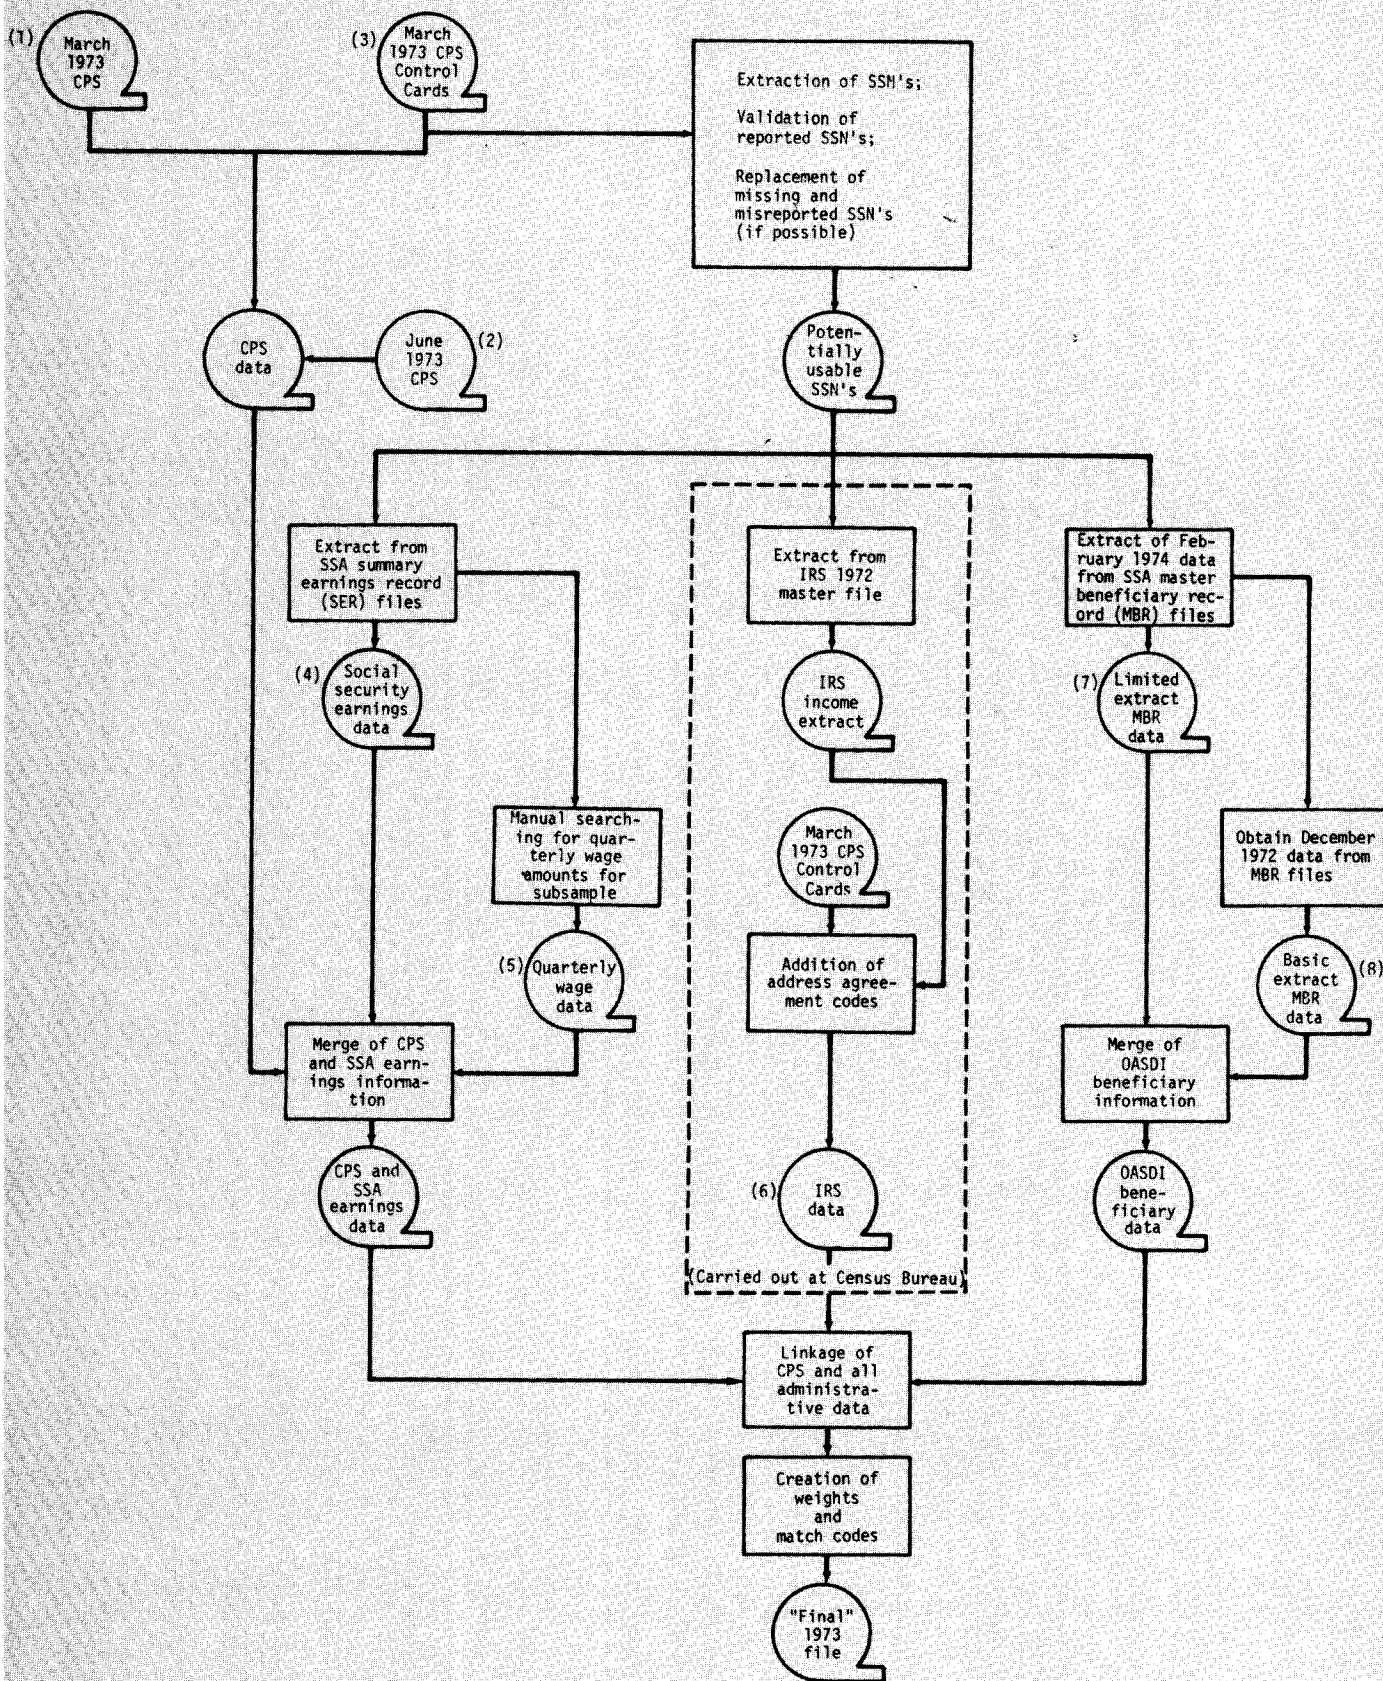 (1)
March
1973
CPS
(3)
March
1973 CPS
Control
Cards
Extraction of SSN's;
Validation of
reported SSN's;
Replacement of
missing and
misreported SSN's
(if possible)
CPS
data
June
1973
CPS
(2)
Poten-
tially
usable
SSN's
Extract from
SSA summary
earnings record
(SER) files
Extract from
IRS 1972
master file
Extract of Feb-
ruary 1974 data
from SSA master
beneficiary rec-
ord (MBR) files
(4)
Social
security
earnings
data
IRS
income
extract
(7)
Limited
extract
MBR
data
Manual search-
ing for quar-
terly wage
amounts for
subsample
March
1973 CPS
Control
Cards
Obtain December
1972 data from
MBR files
(5)
Quarterly
wage
data
Addition of
address agree-
ment codes
Basic
extract
MBR
data
(8)
Merge of CPS
and SSA earn-
ings informa-
tion
Merge of
OASDI
beneficiary
information
CPS and
SSA
earnings
data
(6)
IRS
data
OASDI
bene-
ficiary
data
(Carried out at Census Bureau)
Linkage of
CPS and all
administra-
tive data
Creation of
weights
and
match codes
"Final"
1973
file